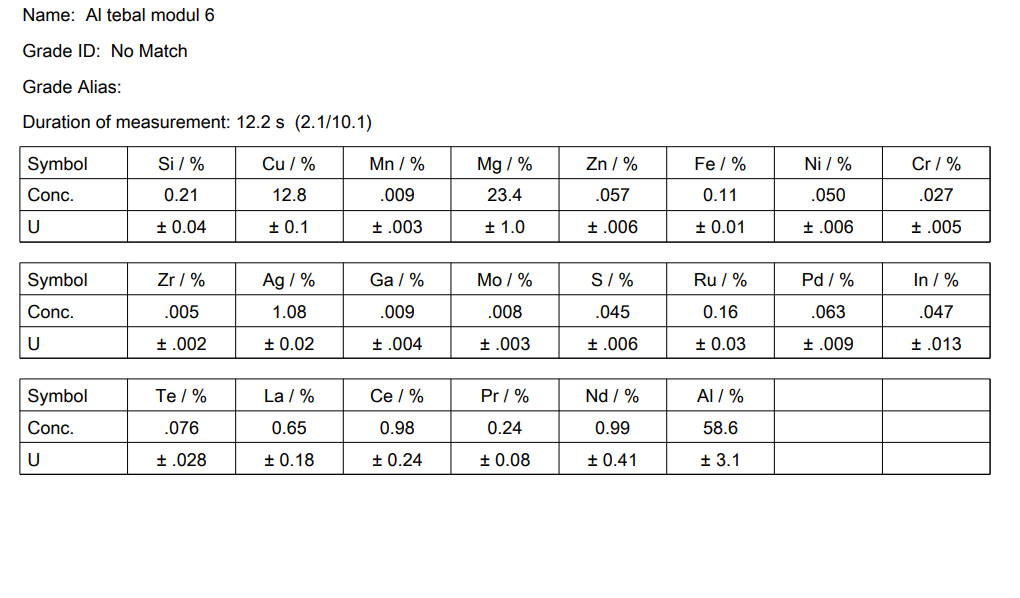 Name: Al tebal modul 6
Grade ID: No Match
Grade Alias:
Duration of measurement: 12.2 s (2.1/10.1)
Symbol Si / % Cu / % Mn / % Mg / % Zn / % Fe / % Ni / % Cr / %
Conc. 0.21 12.8 .009 23.4 .057 0.11 .050 .027
U ± 0.04 ± 0.1 ± .003 ± 1.0 ± .006 ± 0.01 ± .006 ± .005
Symbol Zr / % Ag / % Ga / % Mo / % S / % Ru / % Pd / % In / %
Conc. .005 1.08 .009 .008 .045 0.16 .063 .047
U ± .002 ± 0.02 ± .004 ± .003 ± .006 ± 0.03 ± .009 ± .013
Symbol Te / % La / % Ce / % Pr / % Nd / % Al / %
Conc. .076 0.65 0.98 0.24 0.99 58.6
U ± .028 ± 0.18 ± 0.24 ± 0.08 ± 0.41 ± 3.1